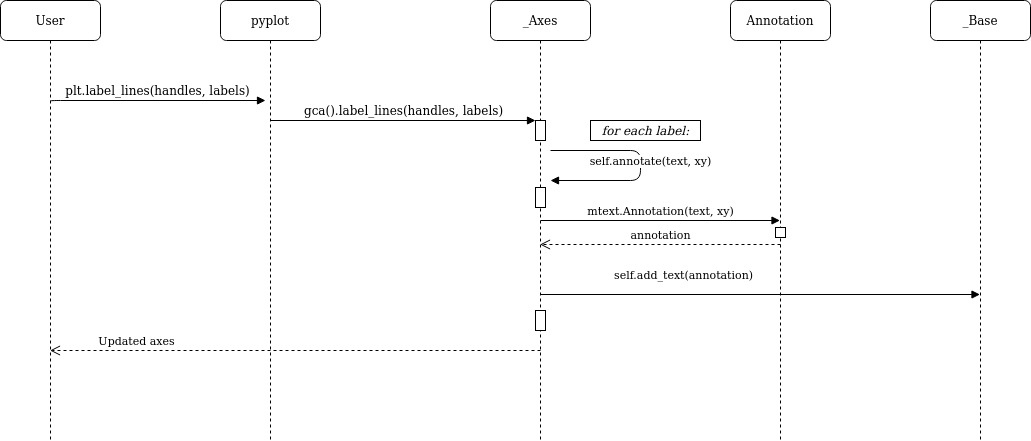 User
pyplot
_Axes
Annotation
_Base
plt.label_lines(handles, labels)
gca().label_lines(handles, labels)
for each label:
self.annotate(text, xy)
mtext.Annotation(text, xy)
annotation
self.add_text(annotation)
Updated axes